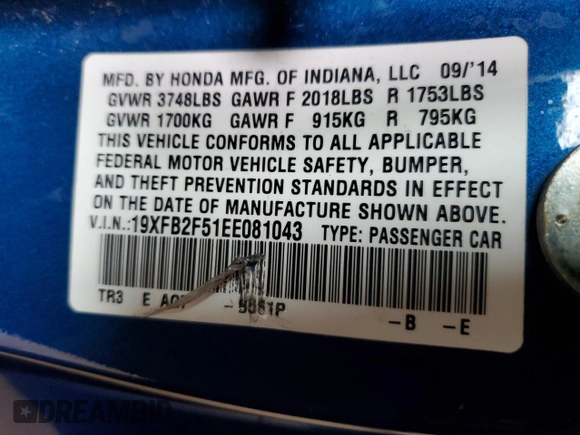 MFD. BY HONDA MFG. OF INDIANA, LLC 09/'14
GVWR 3748LBS GAWR F 2018LBS R 1753LBS
GVWR 1700KG GAWR F 915KG R 795KG
THIS VEHICLE CONFORMS TO ALL APPLICABLE
FEDERAL MOTOR VEHICLE SAFETY, BUMPER,
AND THEFT PREVENTION STANDARDS IN EFFECT
ON THE DATE OF MANUFACTURE SHOWN ABOVE.
V.I.N.:19XFB2F51EE081043 TYPE: PASSENGER CAR
TR3 E -B -E
DREAMBID